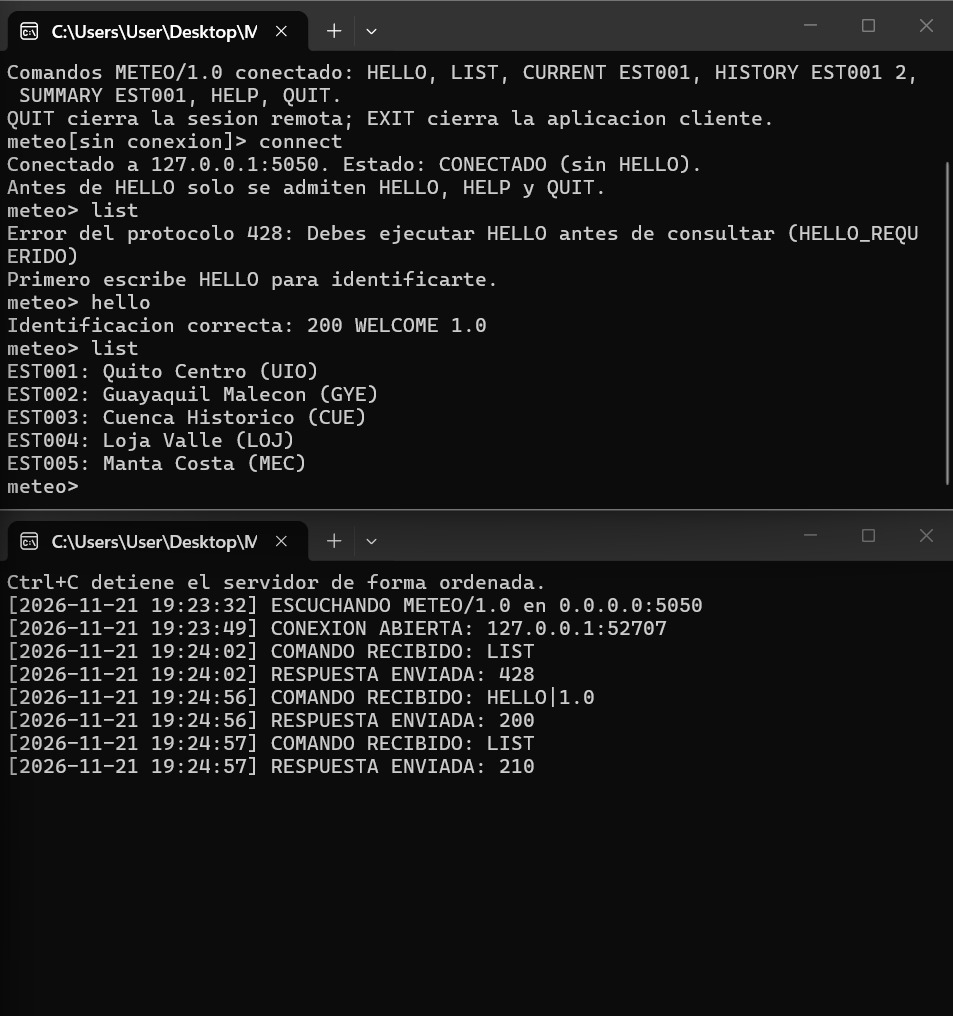 C:\Users\User\Desktop\M
Comandos METEO/1.0 conectado: HELLO, LIST, CURRENT EST001, HISTORY EST001 2,
SUMMARY EST001, HELP, QUIT.
QUIT cierra la sesion remota; EXIT cierra la aplicacion cliente.
meteo[sin conexion]> connect
Conectado a 127.0.0.1:5050. Estado: CONECTADO (sin HELLO).
Antes de HELLO solo se admiten HELLO, HELP y QUIT.
meteo> list
Error del protocolo 428: Debes ejecutar HELLO antes de consultar (HELLO_REQU
ERIDO)
Primero escribe HELLO para identificarte.
meteo> hello
Identificacion correcta: 200 WELCOME 1.0
meteo> list
EST001: Quito Centro (UIO)
EST002: Guayaquil Malecon (GYE)
EST003: Cuenca Historico (CUE)
EST004: Loja Valle (LOJ)
EST005: Manta Costa (MEC)
meteo>
C:\Users\User\Desktop\M
Ctrl+C detiene el servidor de forma ordenada.
[2026-11-21 19:23:32] ESCUCHANDO METEO/1.0 en 0.0.0.0:5050
[2026-11-21 19:23:49] CONEXION ABIERTA: 127.0.0.1:52707
[2026-11-21 19:24:02] COMANDO RECIBIDO: LIST
[2026-11-21 19:24:02] RESPUESTA ENVIADA: 428
[2026-11-21 19:24:56] COMANDO RECIBIDO: HELLO|1.0
[2026-11-21 19:24:56] RESPUESTA ENVIADA: 200
[2026-11-21 19:24:57] COMANDO RECIBIDO: LIST
[2026-11-21 19:24:57] RESPUESTA ENVIADA: 210